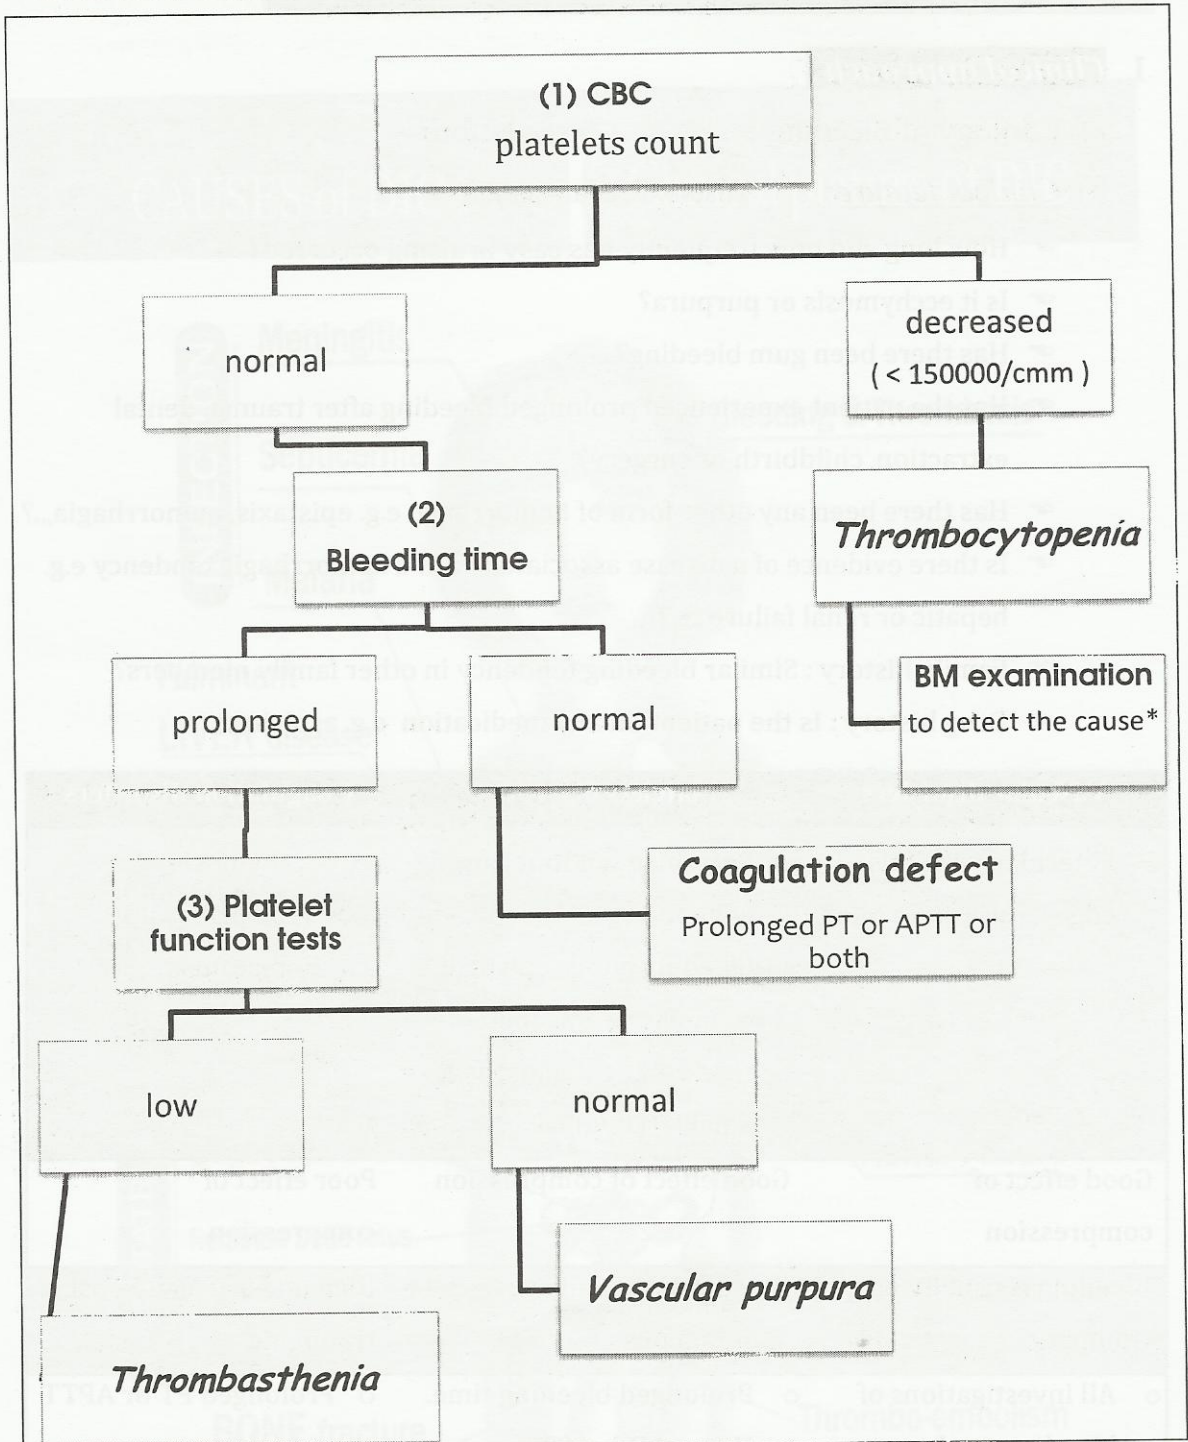 (1) CBC
platelets count
normal
decreased
( < 150000/cmm )
(2)
Bleeding time
Thrombocytopenia
prolonged
normal
BM examination
to detect the cause*
(3) Platelet
function tests
Coagulation defect
Prolonged PT or APTT or
both
low
normal
Vascular purpura
Thrombasthenia